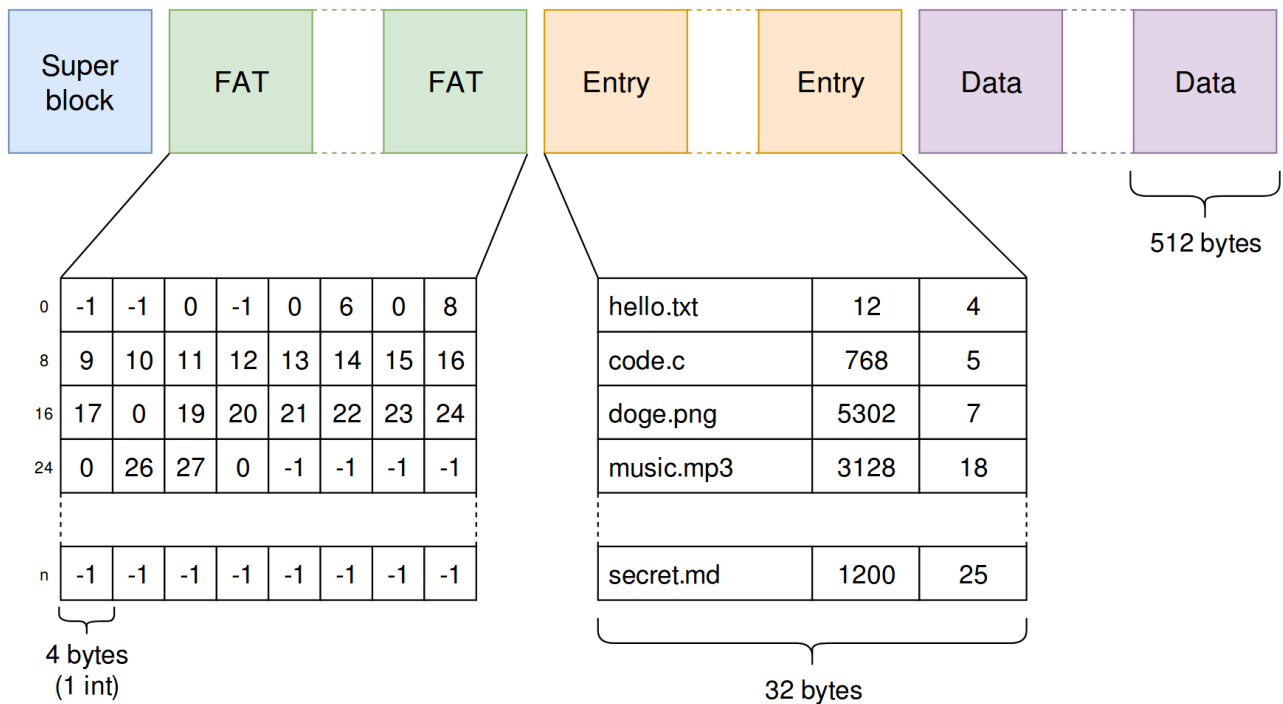 Super
block
FAT
FAT
Entry
Entry
Data
Data
512 bytes
0 -1 -1 0 -1 0 6 0 8
8 9 10 11 12 13 14 15 16
16 17 0 19 20 21 22 23 24
24 0 26 27 0 -1 -1 -1 -1
n -1 -1 -1 -1 -1 -1 -1 -1
4 bytes
(1 int)
hello.txt 12 4
code.c 768 5
doge.png 5302 7
music.mp3 3128 18
secret.md 1200 25
32 bytes